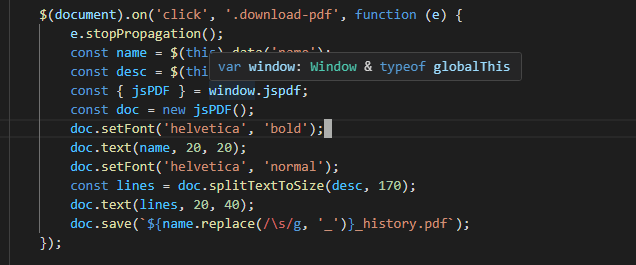 $(document).on('click', '.download-pdf', function (e) {
e.stopPropagation();
const name = $(this).data('name');
var window: Window & typeof globalThis
const desc = $(this
const { jsPDF } = window.jspdf;
const doc = new jsPDF();
doc.setFont('helvetica', 'bold');
doc.text(name, 20, 20);
doc.setFont('helvetica', 'normal');
const lines = doc.splitTextToSize(desc, 170);
doc.text(lines, 20, 40);
doc.save(`${name.replace(/\s/g, '_')}_history.pdf`);
});